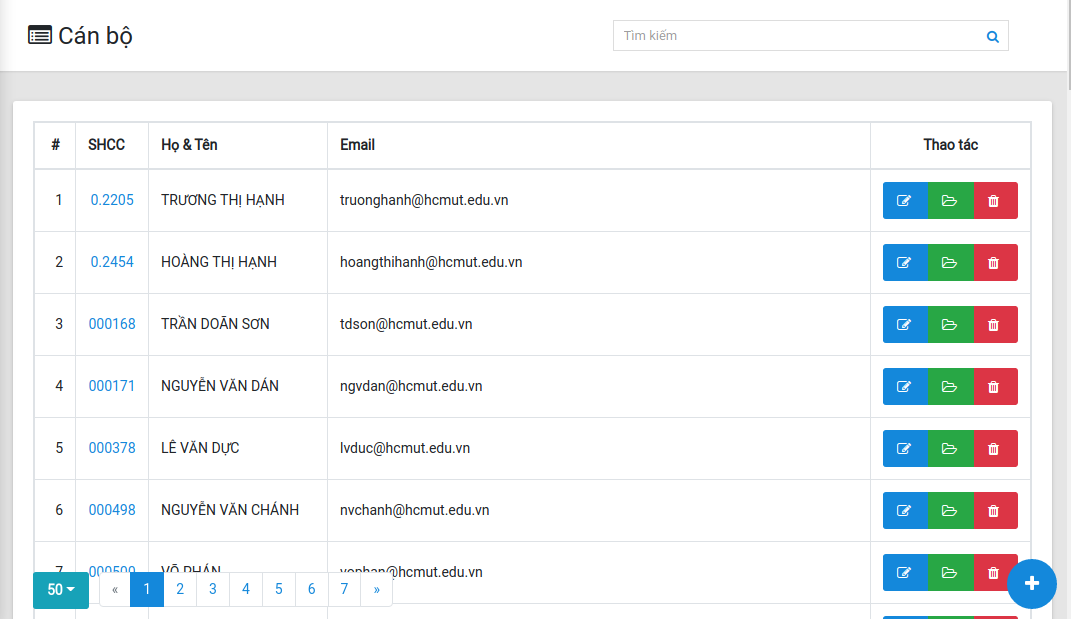 Cán bộ
Tìm kiếm
# SHCC Họ & Tên Email Thao tác
1 0.2205 TRƯƠNG THỊ HẠNH truonghanh@hcmut.edu.vn
2 0.2454 HOÀNG THỊ HẠNH hoangthihanh@hcmut.edu.vn
3 000168 TRẦN DOÃN SƠN tdson@hcmut.edu.vn
4 000171 NGUYỄN VĂN DÁN ngvdan@hcmut.edu.vn
5 000378 LÊ VĂN DỰC lvduc@hcmut.edu.vn
6 000498 NGUYỄN VĂN CHÁNH nvchanh@hcmut.edu.vn
7 000509 VÕ PHÁN vophan@hcmut.edu.vn
50 « 1 2 3 4 5 6 7 »